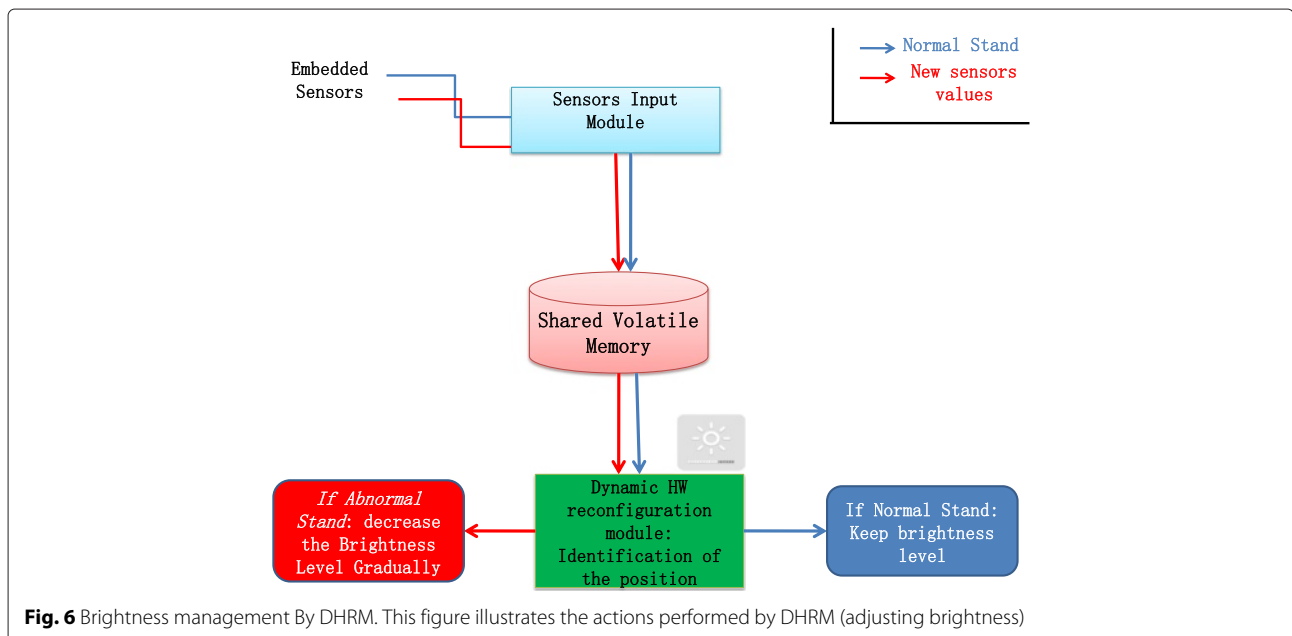 Embedded
Sensors
Sensors Input
Module
Normal Stand
New sensors
values
Shared Volatile
Memory
If Abnormal
Stand: decrease
the Brightness
Level Gradually
Dynamic HW
reconfiguration
module:
Identification of
the position
If Normal Stand:
Keep brightness
level
Fig. 6 Brightness management By DHRM. This figure illustrates the actions performed by DHRM (adjusting brightness)